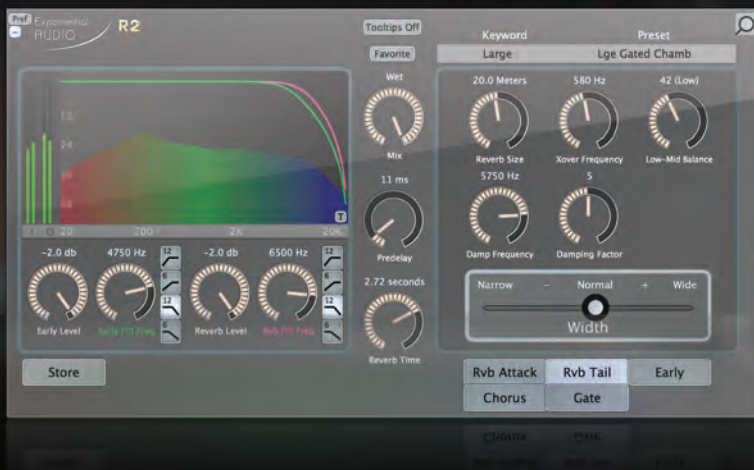 Pref
Exponential
AUDIO
R2
Tooltips Off
Favorite
Keyword
Preset
Large
Lge Gated Chamb
Wet
Mix
11 ms
Predelay
2.72 seconds
Reverb Time
20.0 Meters
580 Hz
42 (Low)
Reverb Size
Xover Frequency
Low-Mid Balance
5750 Hz
5
Damp Frequency
Damping Factor
Narrow - Normal + Wide
Width
12
24
I O 20 200 2K 20K
T
-2.0 db
4750 Hz
-2.0 db
6500 Hz
12
6
12
6
12
6
12
6
Early Level
Early Filt Freq
Reverb Level
Rvb Filt Freq
Store
Rvb Attack
Rvb Tail
Early
Chorus
Gate